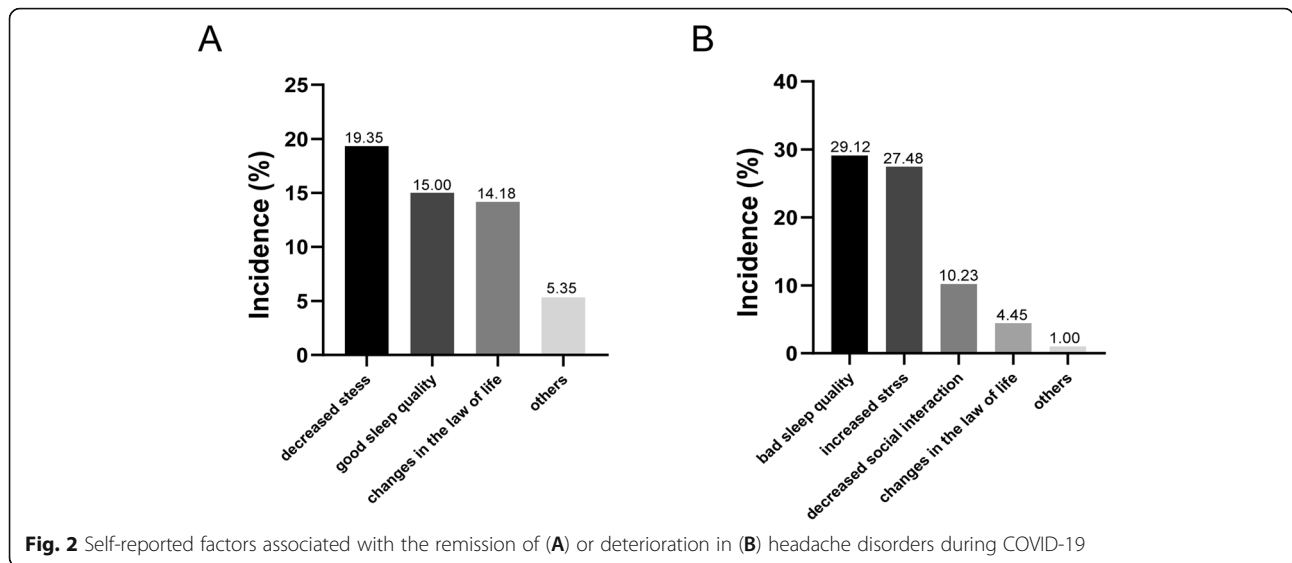 A
Incidence (%)
25
20
15
10
5
0
19.35
15.00
14.18
5.35
decreased stess
good sleep quality
changes in the law of life
others
B
Incidence (%)
40
30
20
10
0
29.12
27.48
10.23
4.45
1.00
bad sleep quality
increased strss
decreased social interaction
changes in the law of life
others
Fig. 2 Self-reported factors associated with the remission of (A) or deterioration in (B) headache disorders during COVID-19